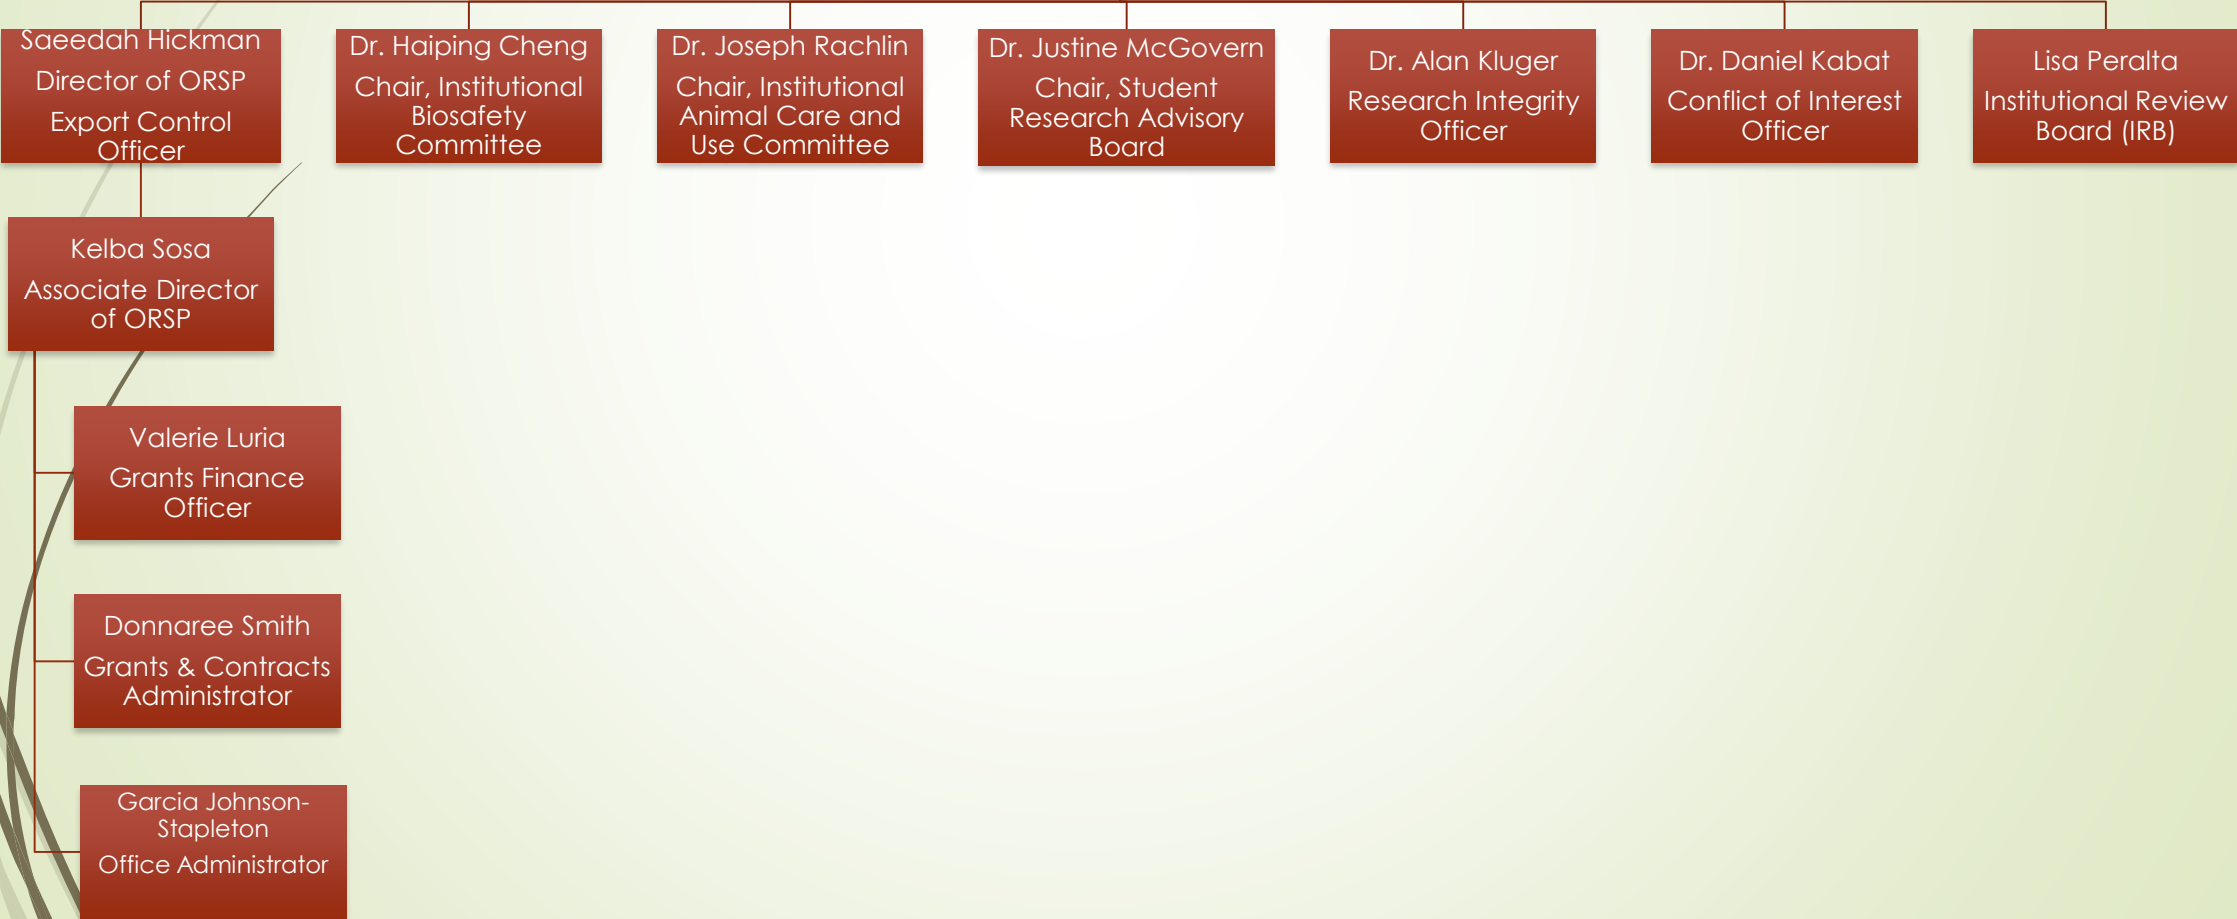 Saeedah Hickman
Director of ORSP
Export Control
Officer
Dr. Haiping Cheng
Chair, Institutional
Biosafety
Committee
Dr. Joseph Rachlin
Chair, Institutional
Animal Care and
Use Committee
Dr. Justine McGovern
Chair, Student
Research Advisory
Board
Dr. Alan Kluger
Research Integrity
Officer
Dr. Daniel Kabat
Conflict of Interest
Officer
Lisa Peralta
Institutional Review
Board (IRB)
Kelba Sosa
Associate Director
of ORSP
Valerie Luria
Grants Finance
Officer
Donnaree Smith
Grants & Contracts
Administrator
Garcia Johnson-
Stapleton
Office Administrator